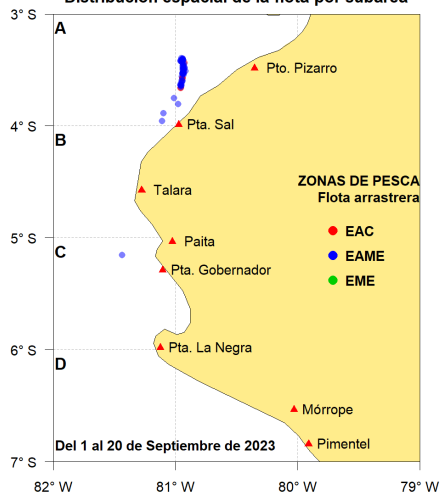 Distribución espacial de la flota por subárea
3° S
A
Pto. Pizarro
4° S
Pta. Sal
B
ZONAS DE PESCA
Talara
Flota arrastrera
EAC
5° S
Paita
EAME
C
Pta. Gobernador
EME
6° S
Pta. La Negra
D
Mórrope
Del 1 al 20 de Septiembre de 2023
Pimentel
7° S
82° W
81° W
80° W
79° W